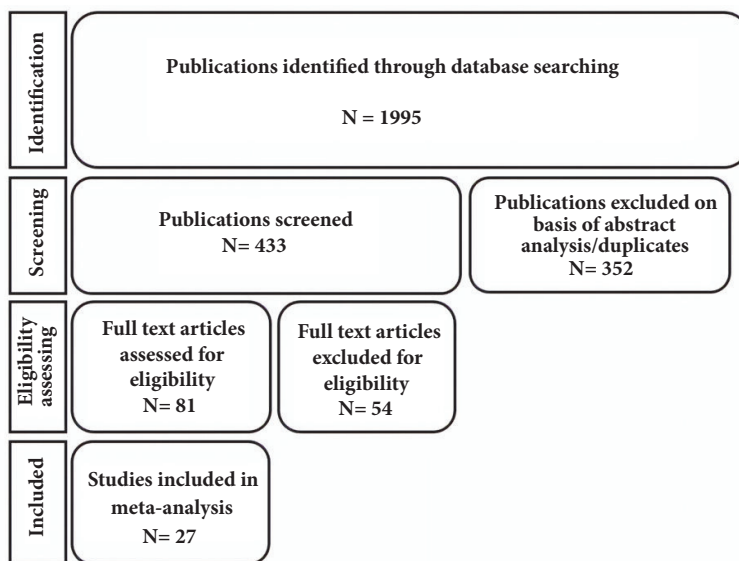 Identification
Publications identified through database searching
N = 1995
Screening
Publications screened
N= 433
Publications excluded on
basis of abstract
analysis/duplicates
N= 352
Eligibility
assessing
Full text articles
assessed for
eligibility
N= 81
Full text articles
excluded for
eligibility
N= 54
Included
Studies included in
meta-analysis
N= 27